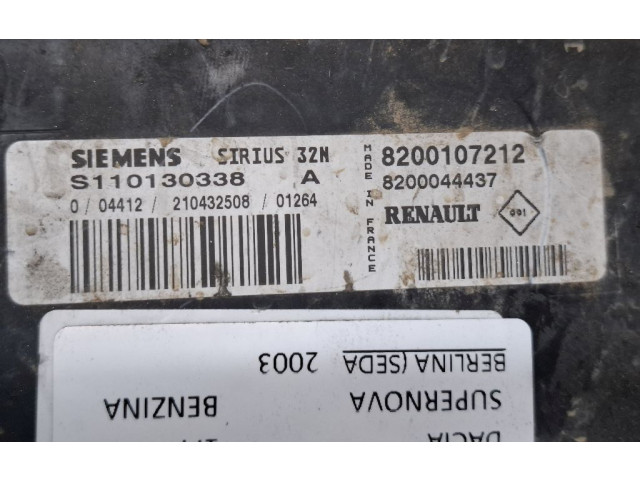 SIEMENS SIRIUS 32N
S110130338 A
0 / 04412 / 210432508 / 01264
MADE IN FRANCE
8200107212
8200044437
RENAULT 001
DACIA
SUPERNOVA BENZINA
BERLINA (SEDA 2003